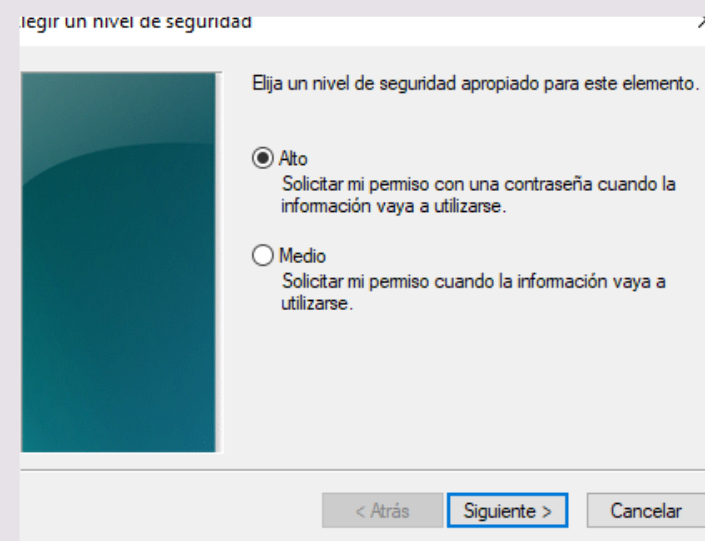 legir un nivel de seguridad
Elija un nivel de seguridad apropiado para este elemento.
Alto
Solicitar mi permiso con una contraseña cuando la
información vaya a utilizarse.
Medio
Solicitar mi permiso cuando la información vaya a
utilizarse.
< Atrás
Siguiente >
Cancelar